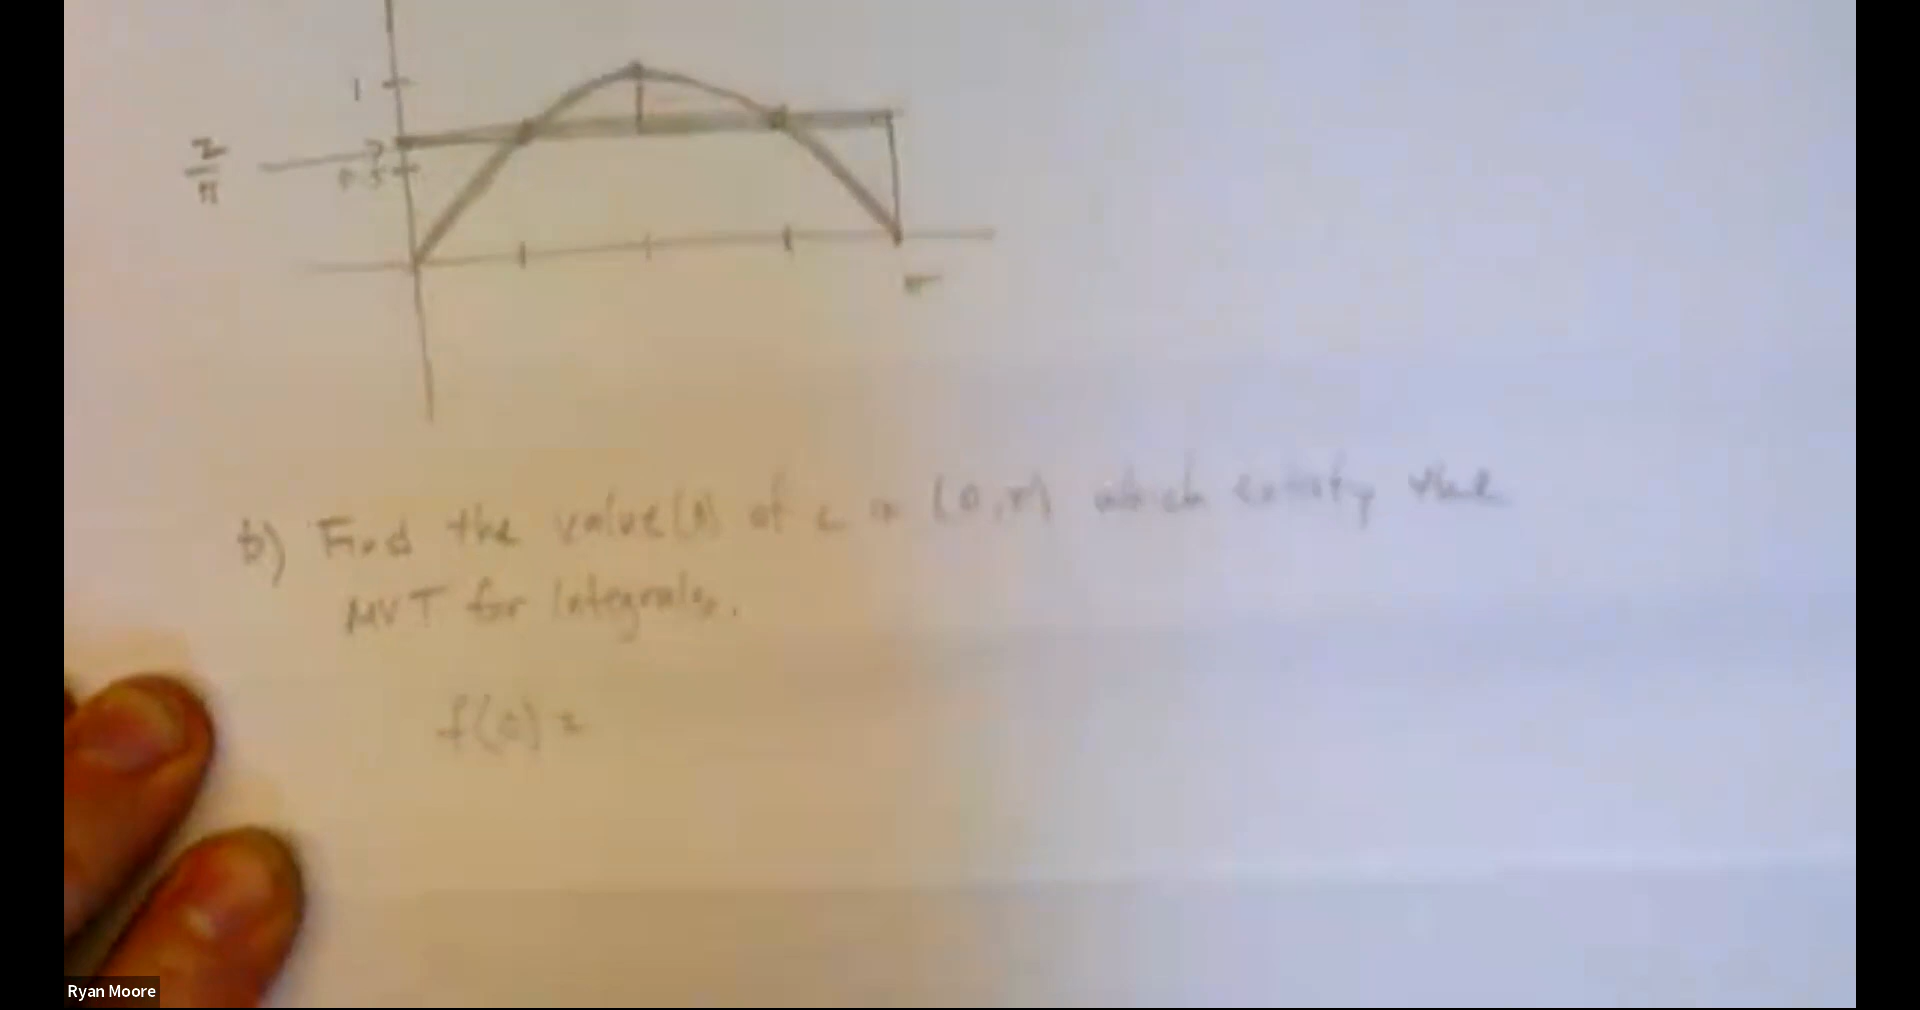 1
2
π
0.5
π
b) Find the value(s) of c in (0,π) which satisfy the
MVT for Integrals.
f(c) =
Ryan Moore